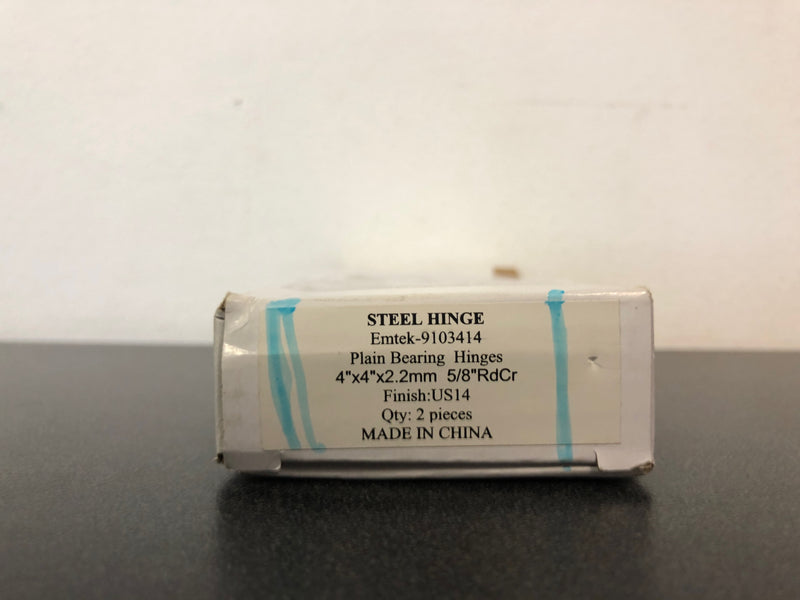 STEEL HINGE
Emtek-9103414
Plain Bearing Hinges
4"x4"x2.2mm 5/8"RdCr
Finish:US14
Qty: 2 pieces
MADE IN CHINA